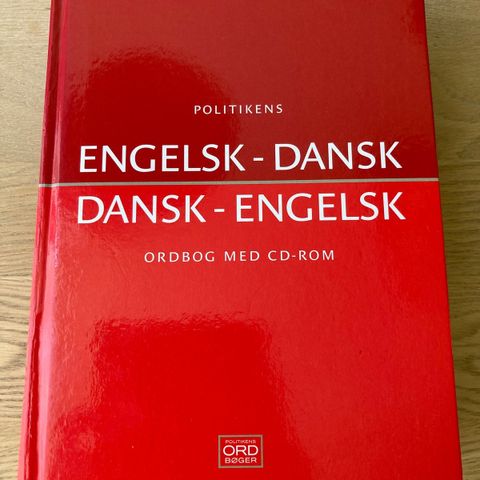 POLITIKENS
ENGELSK - DANSK
DANSK - ENGELSK
ORDBOG MED CD-ROM
POLITIKENS
ORD
BØGER